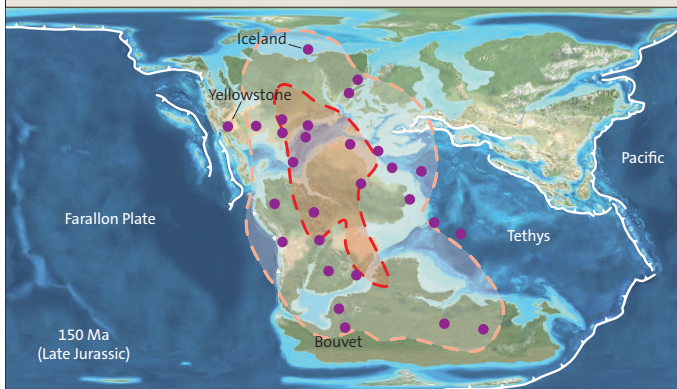 Iceland
Yellowstone
Pacific
Farallon Plate
Tethys
150 Ma
(Late Jurassic)
Bouvet